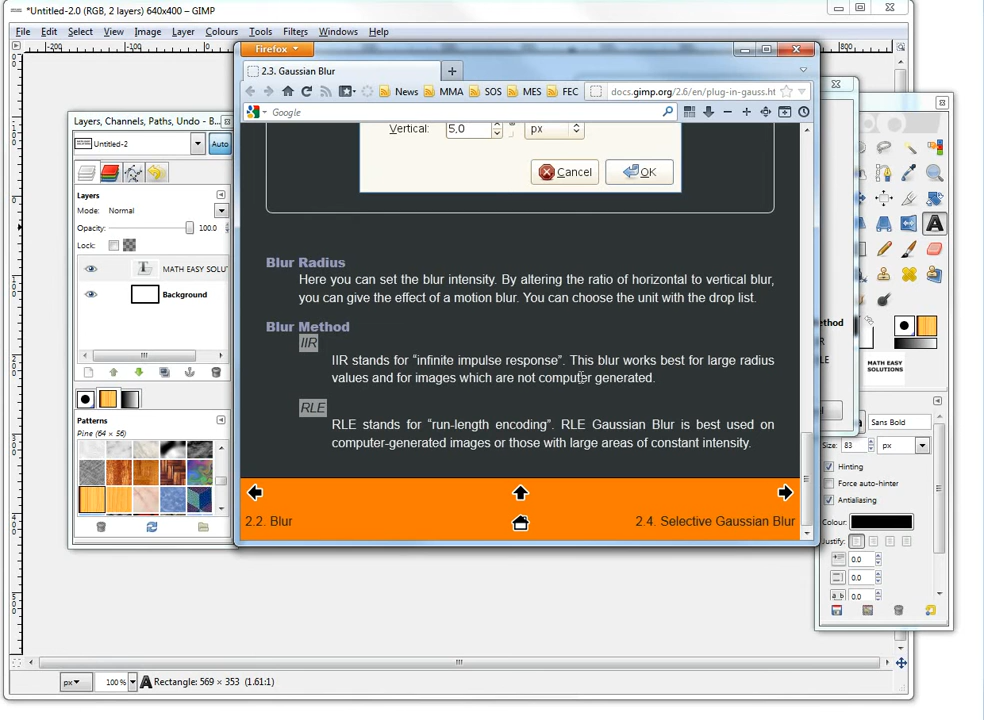 *Untitled-2.0 (RGB, 2 layers) 640x400 – GIMP
File Edit Select View Image Layer Colours Tools Filters Windows Help
-200 -100 0 800
Firefox
2.3. Gaussian Blur
News MMA SOS MES FEC docs.gimp.org/2.6/en/plug-in-gauss.ht
Google
Layers, Channels, Paths, Undo - B...
Untitled-2 Auto
Layers
Mode: Normal
Opacity: 100.0
Lock:
MATH EASY SOLU
Background
Patterns
Pine (64 × 56)
Vertical: 5,0 px
Cancel OK
Blur Radius
Here you can set the blur intensity. By altering the ratio of horizontal to vertical blur,
you can give the effect of a motion blur. You can choose the unit with the drop list.
Blur Method
IIR
IIR stands for “infinite impulse response”. This blur works best for large radius
values and for images which are not computer generated.
RLE
RLE stands for “run-length encoding”. RLE Gaussian Blur is best used on
computer-generated images or those with large areas of constant intensity.
2.2. Blur 2.4. Selective Gaussian Blur
MATH EASY
SOLUTIONS
Sans Bold
Size: 83 px
Hinting
Force auto-hinter
Antialiasing
Colour:
Justify:
0.0
0.0
0.0
px 100 % Rectangle: 569 × 353 (1.61:1)